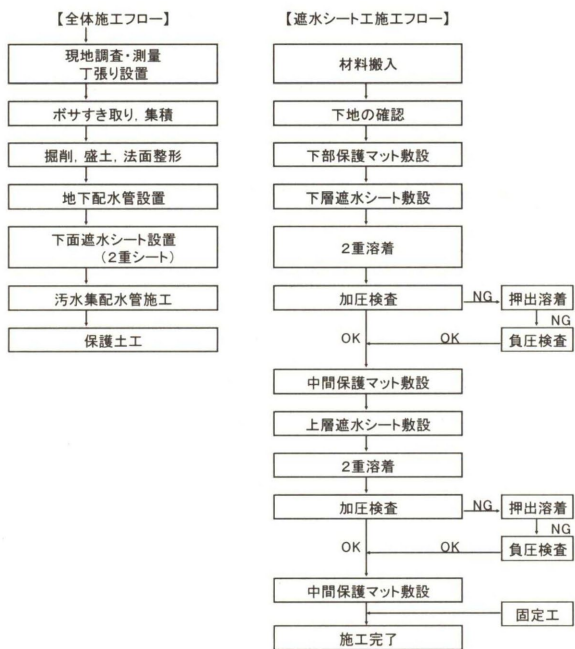 【全体施工フロー】
現地調査・測量
丁張り設置
ボサすき取り, 集積
掘削, 盛土, 法面整形
地下配水管設置
下面遮水シート設置
（2重シート）
汚水集配水管施工
保護土工
【遮水シート工施工フロー】
材料搬入
下地の確認
下部保護マット敷設
下層遮水シート敷設
2重溶着
加圧検査
NG
押出溶着
NG
OK
OK
負圧検査
中間保護マット敷設
上層遮水シート敷設
2重溶着
加圧検査
NG
押出溶着
NG
OK
OK
負圧検査
中間保護マット敷設
固定工
施工完了